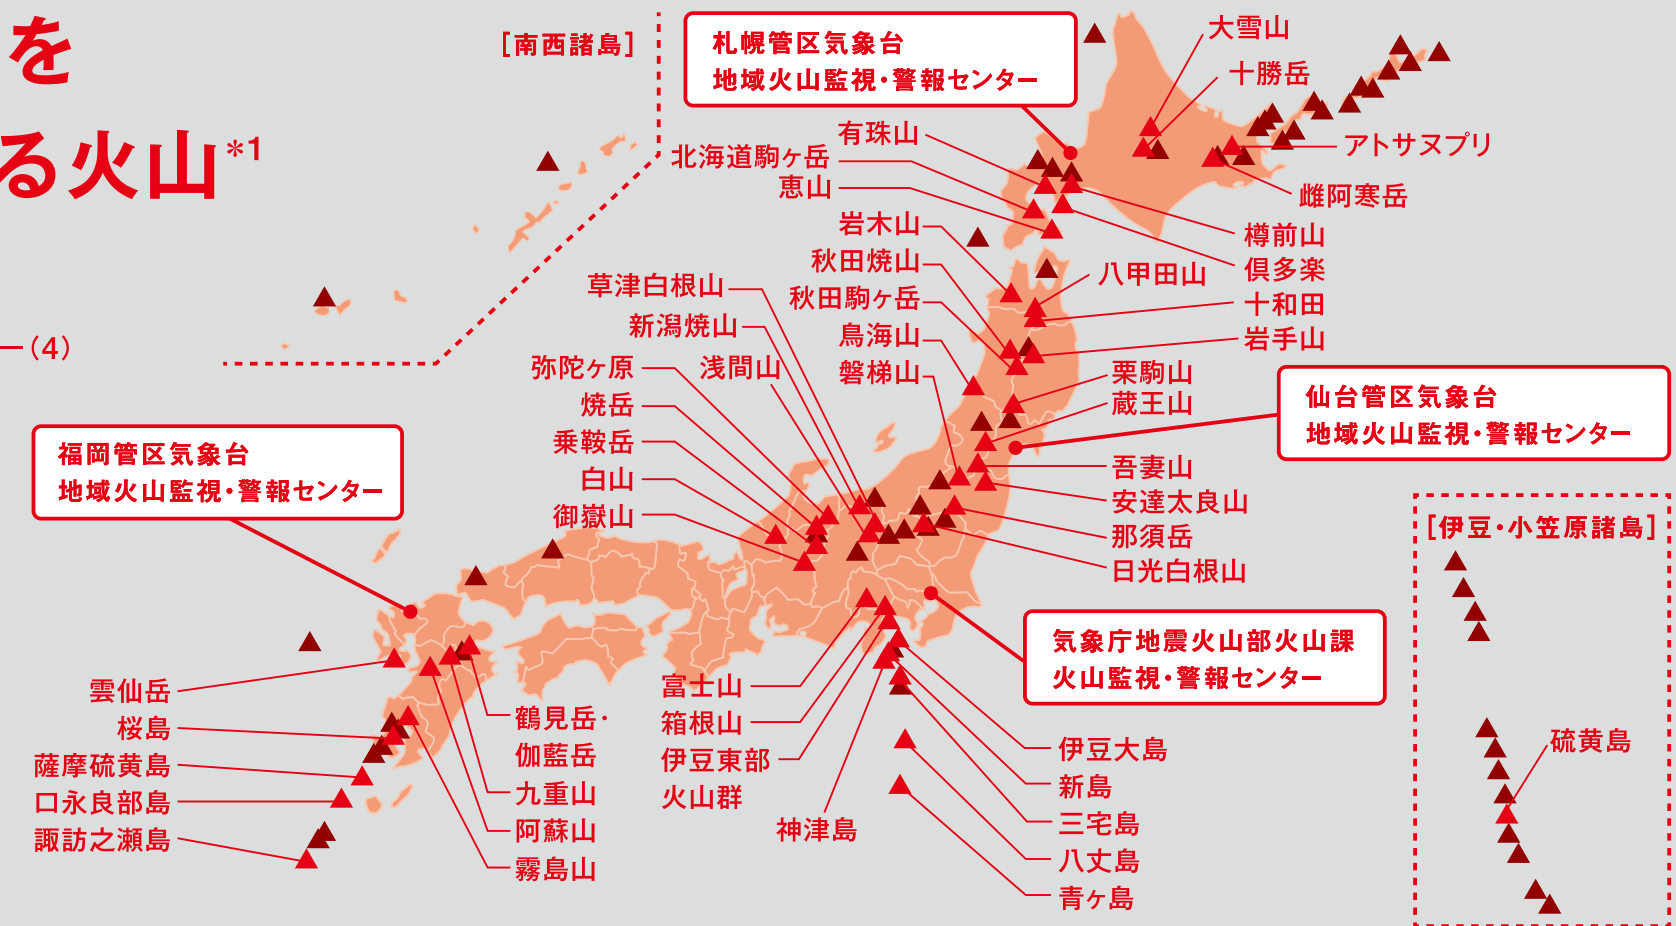 を
る火山*1
(4)
[南西諸島]
札幌管区気象台
地域火山監視・警報センター
大雪山
十勝岳
アトサヌプリ
雌阿寒岳
樽前山
倶多楽
有珠山
北海道駒ヶ岳
恵山
岩木山
秋田焼山
秋田駒ヶ岳
鳥海山
磐梯山
八甲田山
十和田
岩手山
栗駒山
蔵王山
吾妻山
安達太良山
那須岳
日光白根山
仙台管区気象台
地域火山監視・警報センター
草津白根山
新潟焼山
浅間山
弥陀ヶ原
焼岳
乗鞍岳
白山
御嶽山
福岡管区気象台
地域火山監視・警報センター
気象庁地震火山部火山課
火山監視・警報センター
雲仙岳
桜島
薩摩硫黄島
口永良部島
諏訪之瀬島
鶴見岳・
伽藍岳
九重山
阿蘇山
霧島山
富士山
箱根山
伊豆東部
火山群
神津島
伊豆大島
新島
三宅島
八丈島
青ヶ島
[伊豆・小笠原諸島]
硫黄島